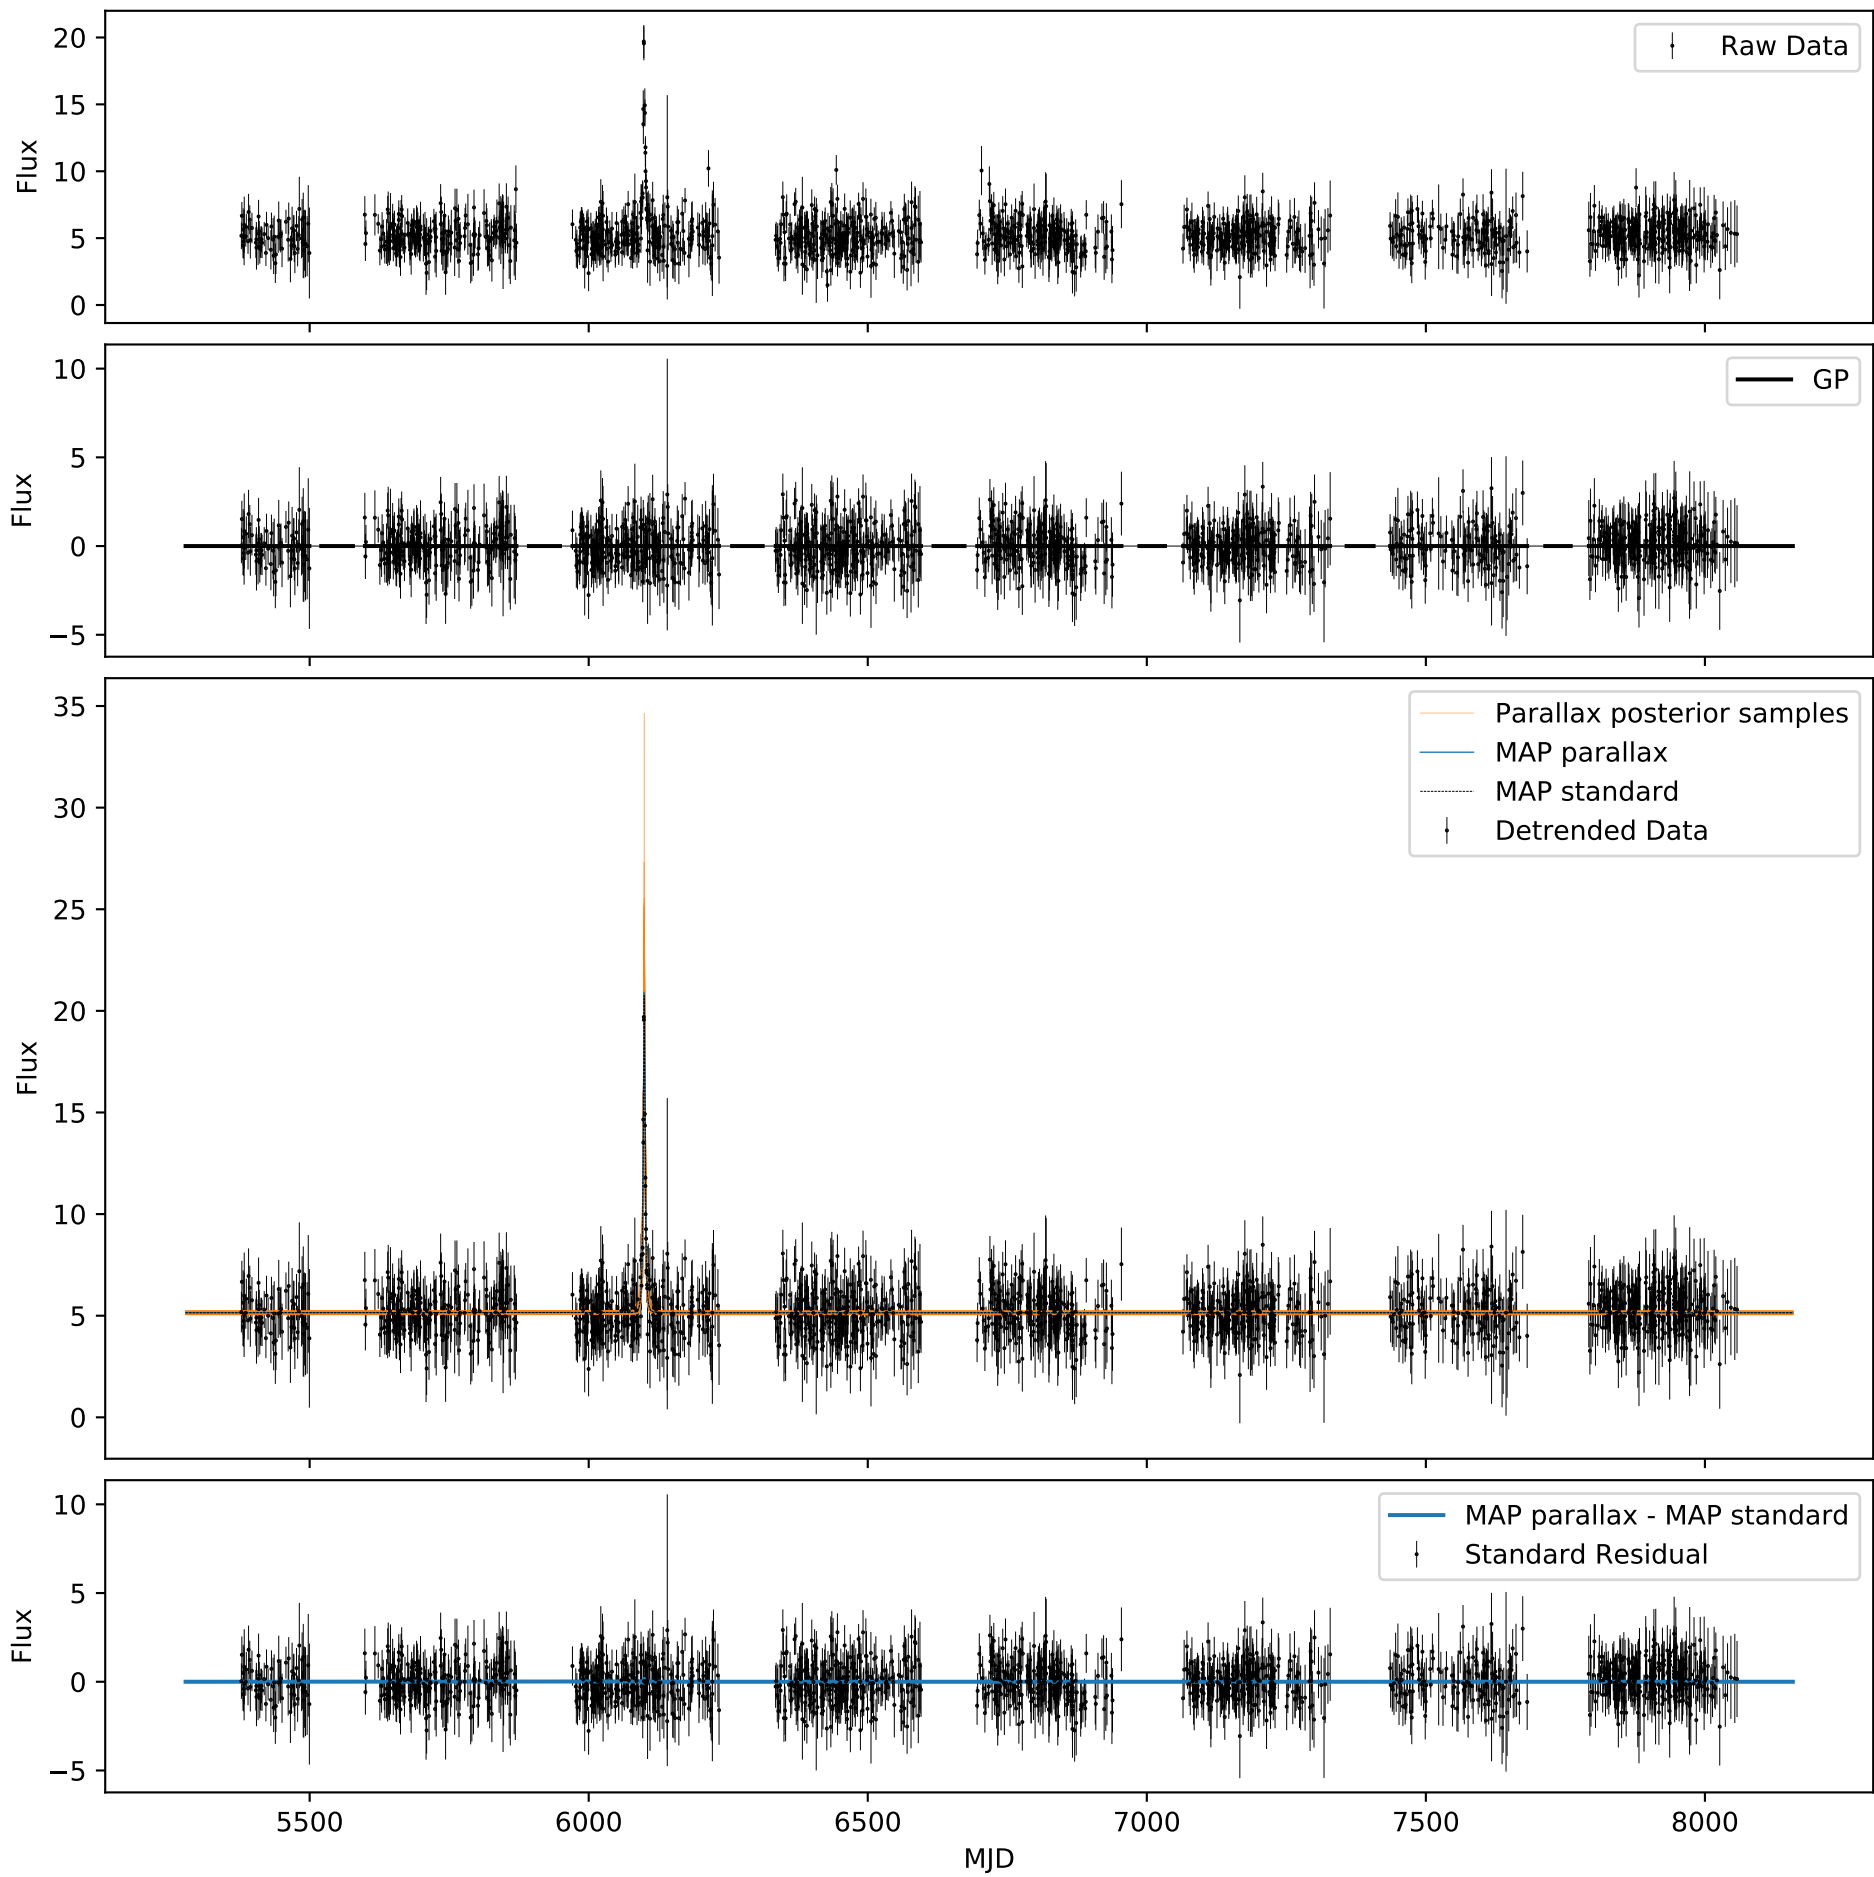 20
15
10
5
0
Flux
Raw Data
10
5
0
−5
Flux
GP
35
30
25
20
15
10
5
0
Flux
Parallax posterior samples
MAP parallax
MAP standard
Detrended Data
10
5
0
−5
Flux
MAP parallax - MAP standard
Standard Residual
5500 6000 6500 7000 7500 8000
MJD